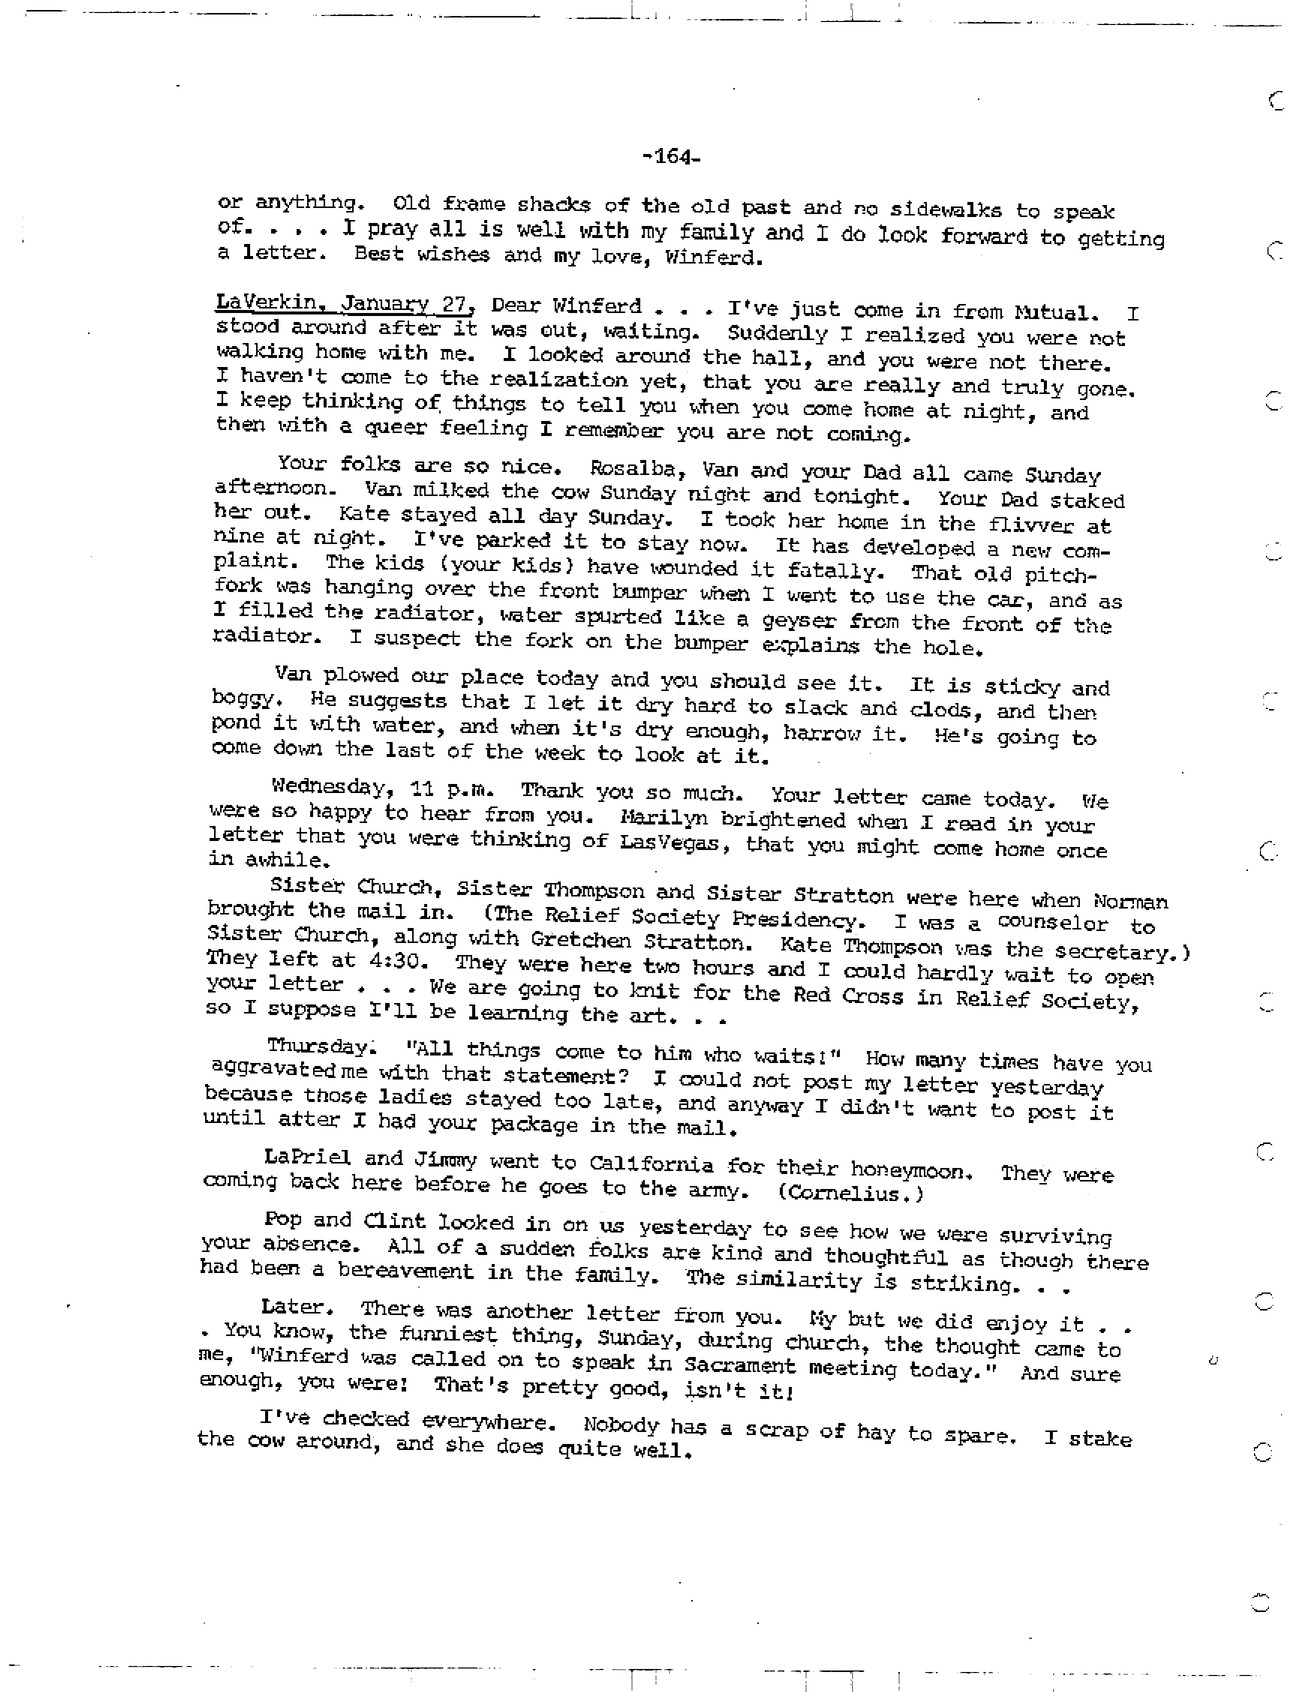 -164-
or anything. Old frame shacks of the old past and no sidewalks to speak
of. . . . I pray all is well with my family and I do look forward to getting
a letter. Best wishes and my love, Winferd.
LaVerkin, January 27, Dear Winferd . . . I've just come in from Mutual. I
stood around after it was out, waiting. Suddenly I realized you were not
walking home with me. I looked around the hall, and you were not there.
I haven't come to the realization yet, that you are really and truly gone.
I keep thinking of things to tell you when you come home at night, and
then with a queer feeling I remember you are not coming.
Your folks are so nice. Rosalba, Van and your Dad all came Sunday
afternoon. Van milked the cow Sunday night and tonight. Your Dad staked
her out. Kate stayed all day Sunday. I took her home in the flivver at
nine at night. I've parked it to stay now. It has developed a new com-
plaint. The kids (your kids) have wounded it fatally. That old pitch-
fork was hanging over the front bumper when I went to use the car, and as
I filled the radiator, water spurted like a geyser from the front of the
radiator. I suspect the fork on the bumper explains the hole.
Van plowed our place today and you should see it. It is sticky and
boggy. He suggests that I let it dry hard to slack and clods, and then
pond it with water, and when it's dry enough, harrow it. He's going to
come down the last of the week to look at it.
Wednesday, 11 p.m. Thank you so much. Your letter came today. We
were so happy to hear from you. Marilyn brightened when I read in your
letter that you were thinking of LasVegas, that you might come home once
in awhile.
Sister Church, Sister Thompson and Sister Stratton were here when Norman
brought the mail in. (The Relief Society Presidency. I was a counselor to
Sister Church, along with Gretchen Stratton. Kate Thompson was the secretary.)
They left at 4:30. They were here two hours and I could hardly wait to open
your letter . . . We are going to knit for the Red Cross in Relief Society,
so I suppose I'll be learning the art. . .
Thursday. "All things come to him who waits!" How many times have you
aggravated me with that statement? I could not post my letter yesterday
because those ladies stayed too late, and anyway I didn't want to post it
until after I had your package in the mail.
LaPriel and Jimmy went to California for their honeymoon. They were
coming back here before he goes to the army. (Cornelius.)
Pop and Clint looked in on us yesterday to see how we were surviving
your absence. All of a sudden folks are kind and thoughtful as though there
had been a bereavement in the family. The similarity is striking. . .
Later. There was another letter from you. My but we did enjoy it . .
. You know, the funniest thing, Sunday, during church, the thought came to
me, "Winferd was called on to speak in Sacrament meeting today." And sure
enough, you were! That's pretty good, isn't it!
I've checked everywhere. Nobody has a scrap of hay to spare. I stake
the cow around, and she does quite well.